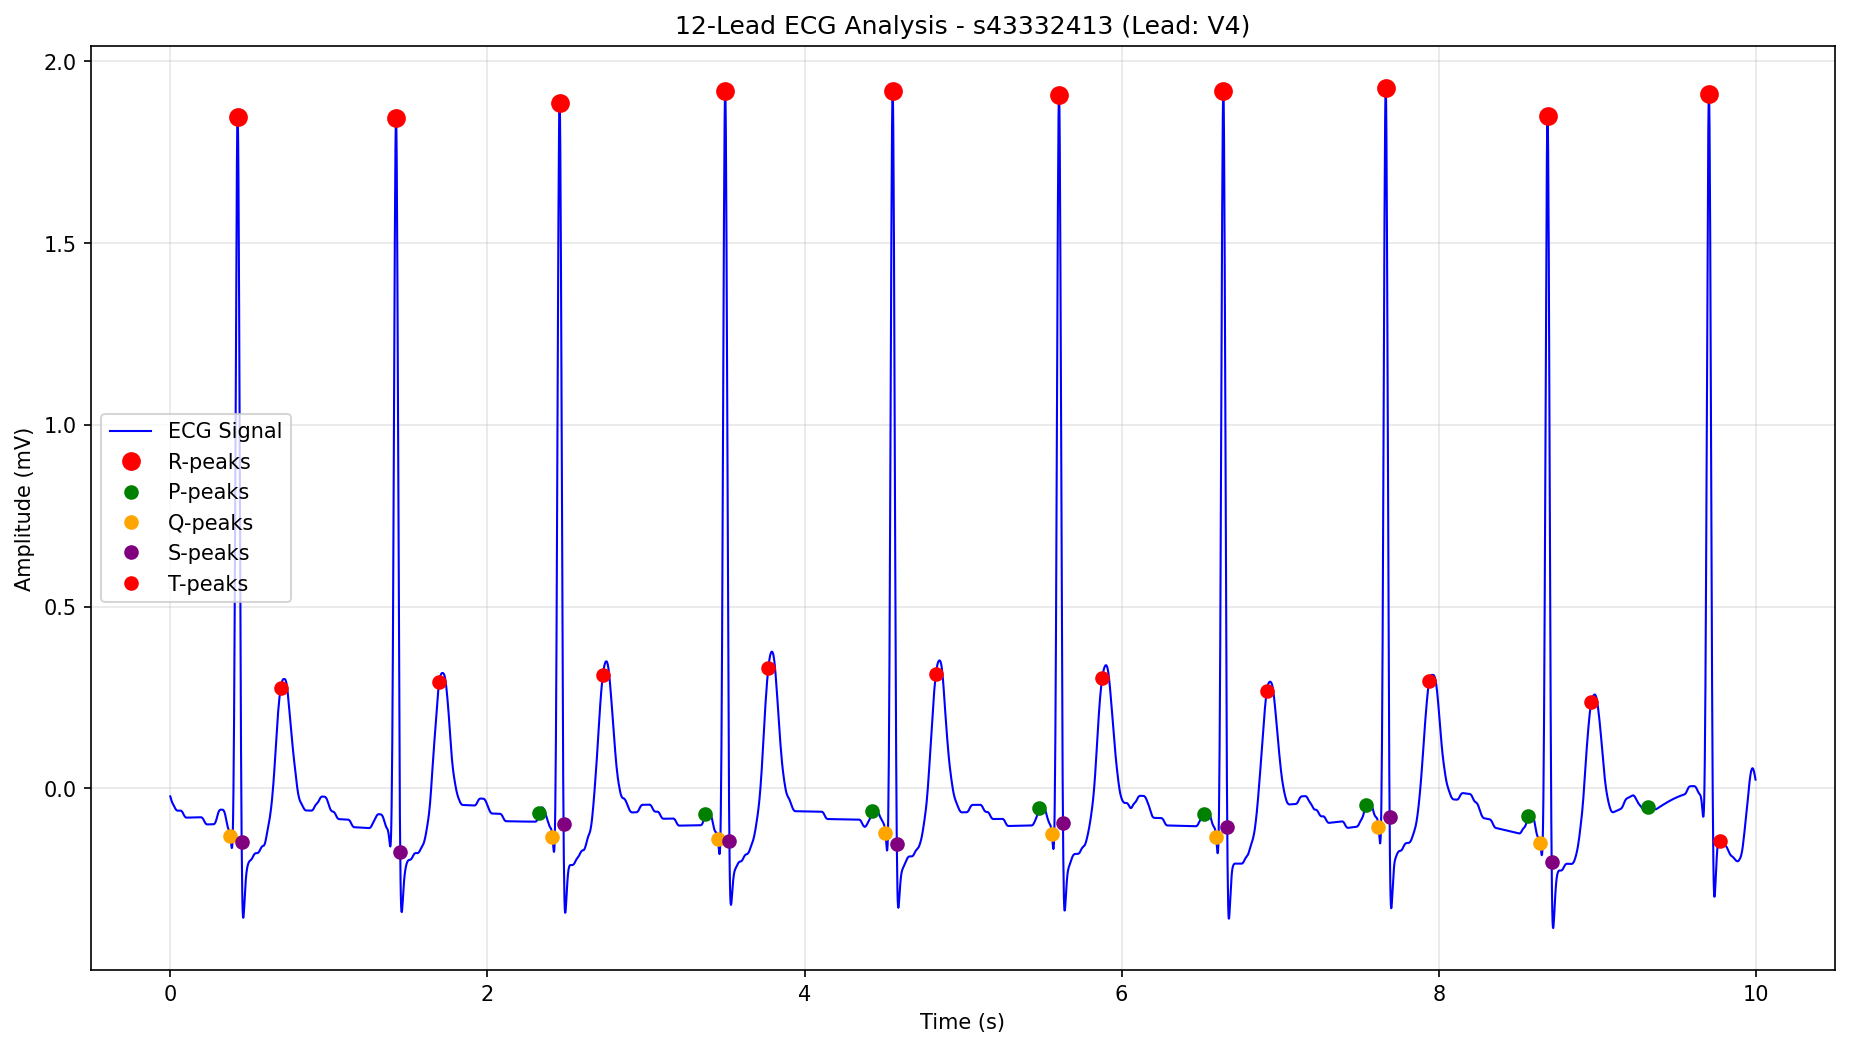 12-Lead ECG Analysis - s43332413 (Lead: V4)
2.0
1.5
1.0
0.5
0.0
Amplitude (mV)
ECG Signal
R-peaks
P-peaks
Q-peaks
S-peaks
T-peaks
0 2 4 6 8 10
Time (s)